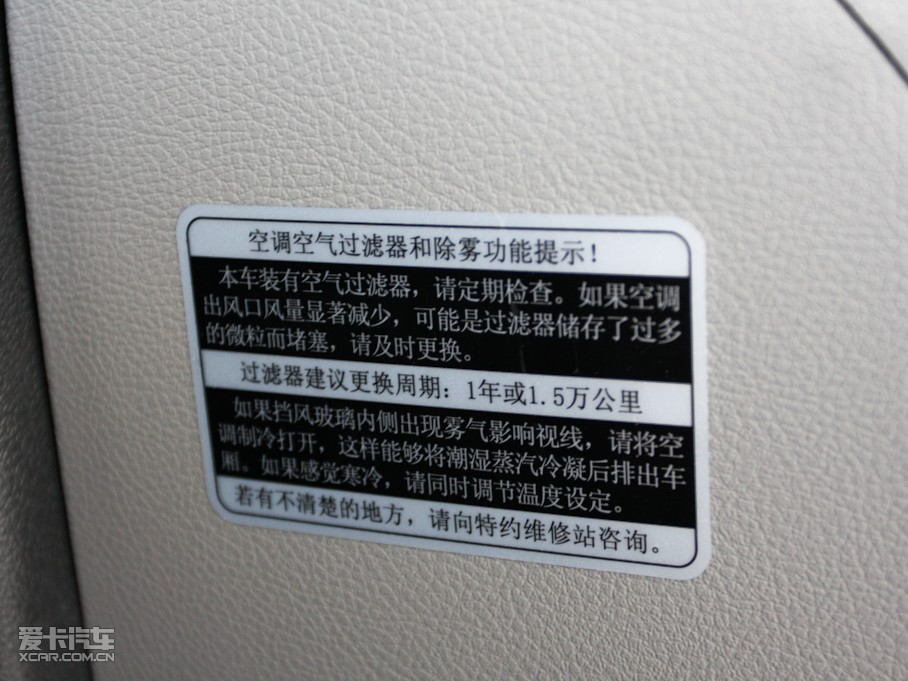 空调空气过滤器和除雾功能提示！
本车装有空气过滤器，请定期检查。如果空调
出风口风量显著减少，可能是过滤器储存了过多
的微粒而堵塞，请及时更换。
过滤器建议更换周期：1年或1.5万公里
如果挡风玻璃内侧出现雾气影响视线，请将空
调制冷打开，这样能够将潮湿蒸汽冷凝后排出车
厢。如果感觉寒冷，请同时调节温度设定。
若有不清楚的地方，请向特约维修站咨询。
爱卡汽车
XCAR.COM.CN